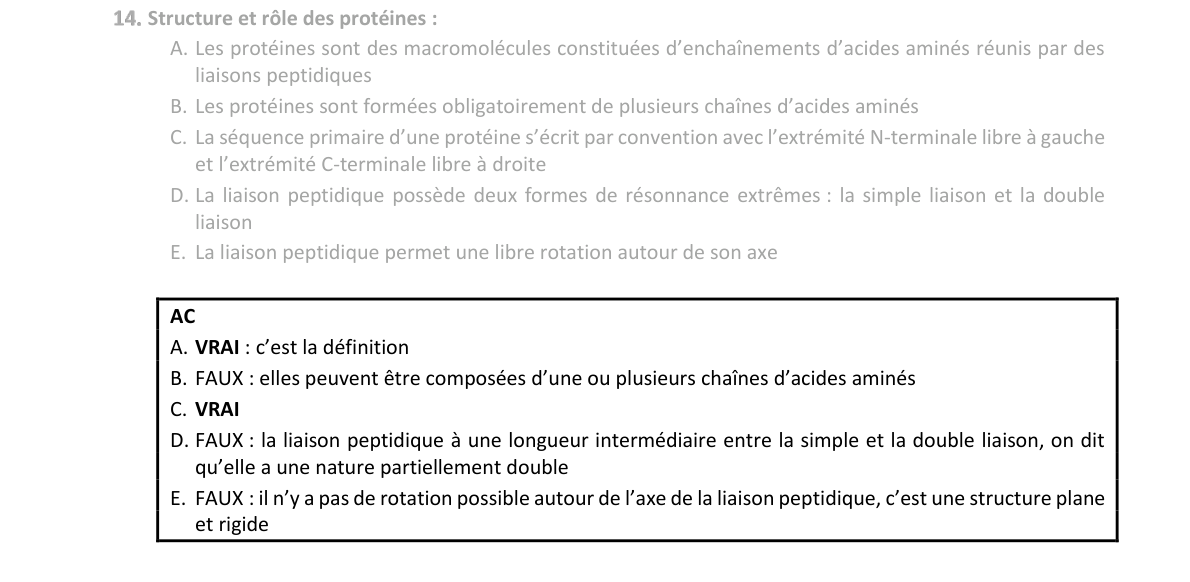 14. Structure et rôle des protéines :
A. Les protéines sont des macromolécules constituées d’enchaînements d’acides aminés réunis par des
liaisons peptidiques
B. Les protéines sont formées obligatoirement de plusieurs chaînes d’acides aminés
C. La séquence primaire d’une protéine s’écrit par convention avec l’extrémité N-terminale libre à gauche
et l’extrémité C-terminale libre à droite
D. La liaison peptidique possède deux formes de résonnance extrêmes : la simple liaison et la double
liaison
E. La liaison peptidique permet une libre rotation autour de son axe
AC
A. VRAI : c’est la définition
B. FAUX : elles peuvent être composées d’une ou plusieurs chaînes d’acides aminés
C. VRAI
D. FAUX : la liaison peptidique à une longueur intermédiaire entre la simple et la double liaison, on dit
qu’elle a une nature partiellement double
E. FAUX : il n’y a pas de rotation possible autour de l’axe de la liaison peptidique, c’est une structure plane
et rigide